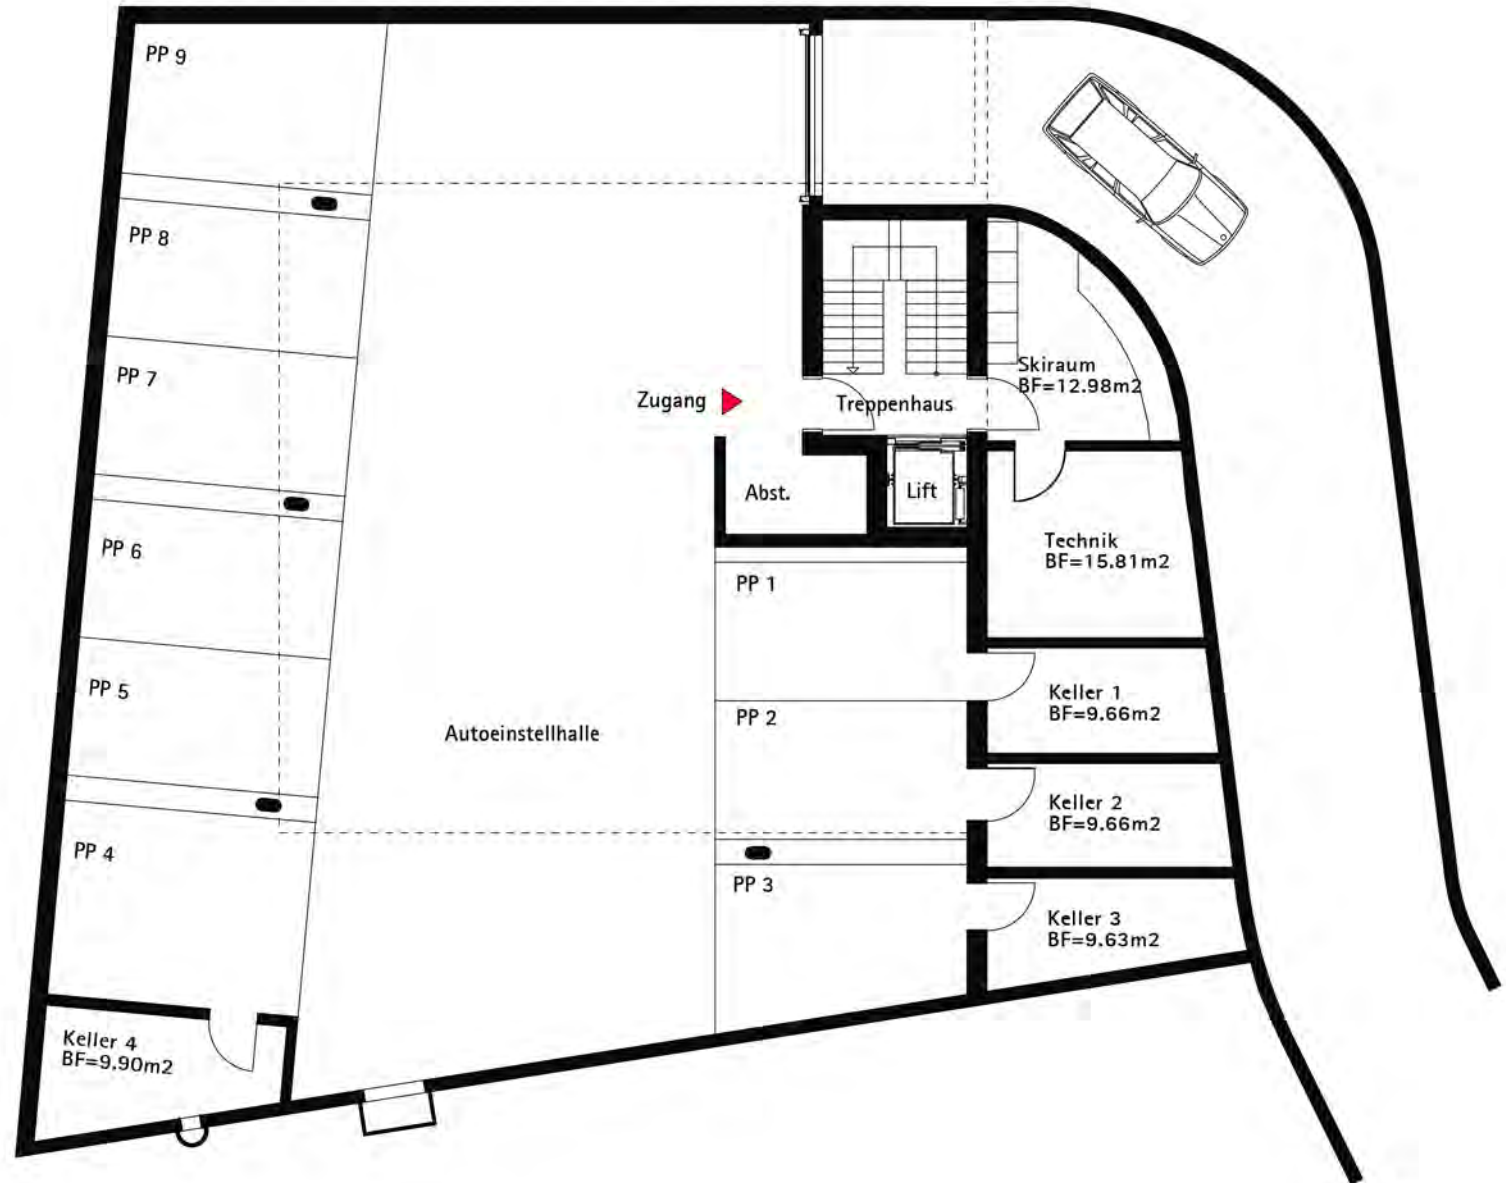 PP 9
PP 8
PP 7
Skiraum
BF=12.98m2
Zugang
Treppenhaus
Abst.
Lift
PP 6
Technik
BF=15.81m2
PP 1
PP 5
Keller 1
BF=9.66m2
PP 2
Autoeinstellhalle
Keller 2
BF=9.66m2
PP 4
PP 3
Keller 3
BF=9.63m2
Keller 4
BF=9.90m2